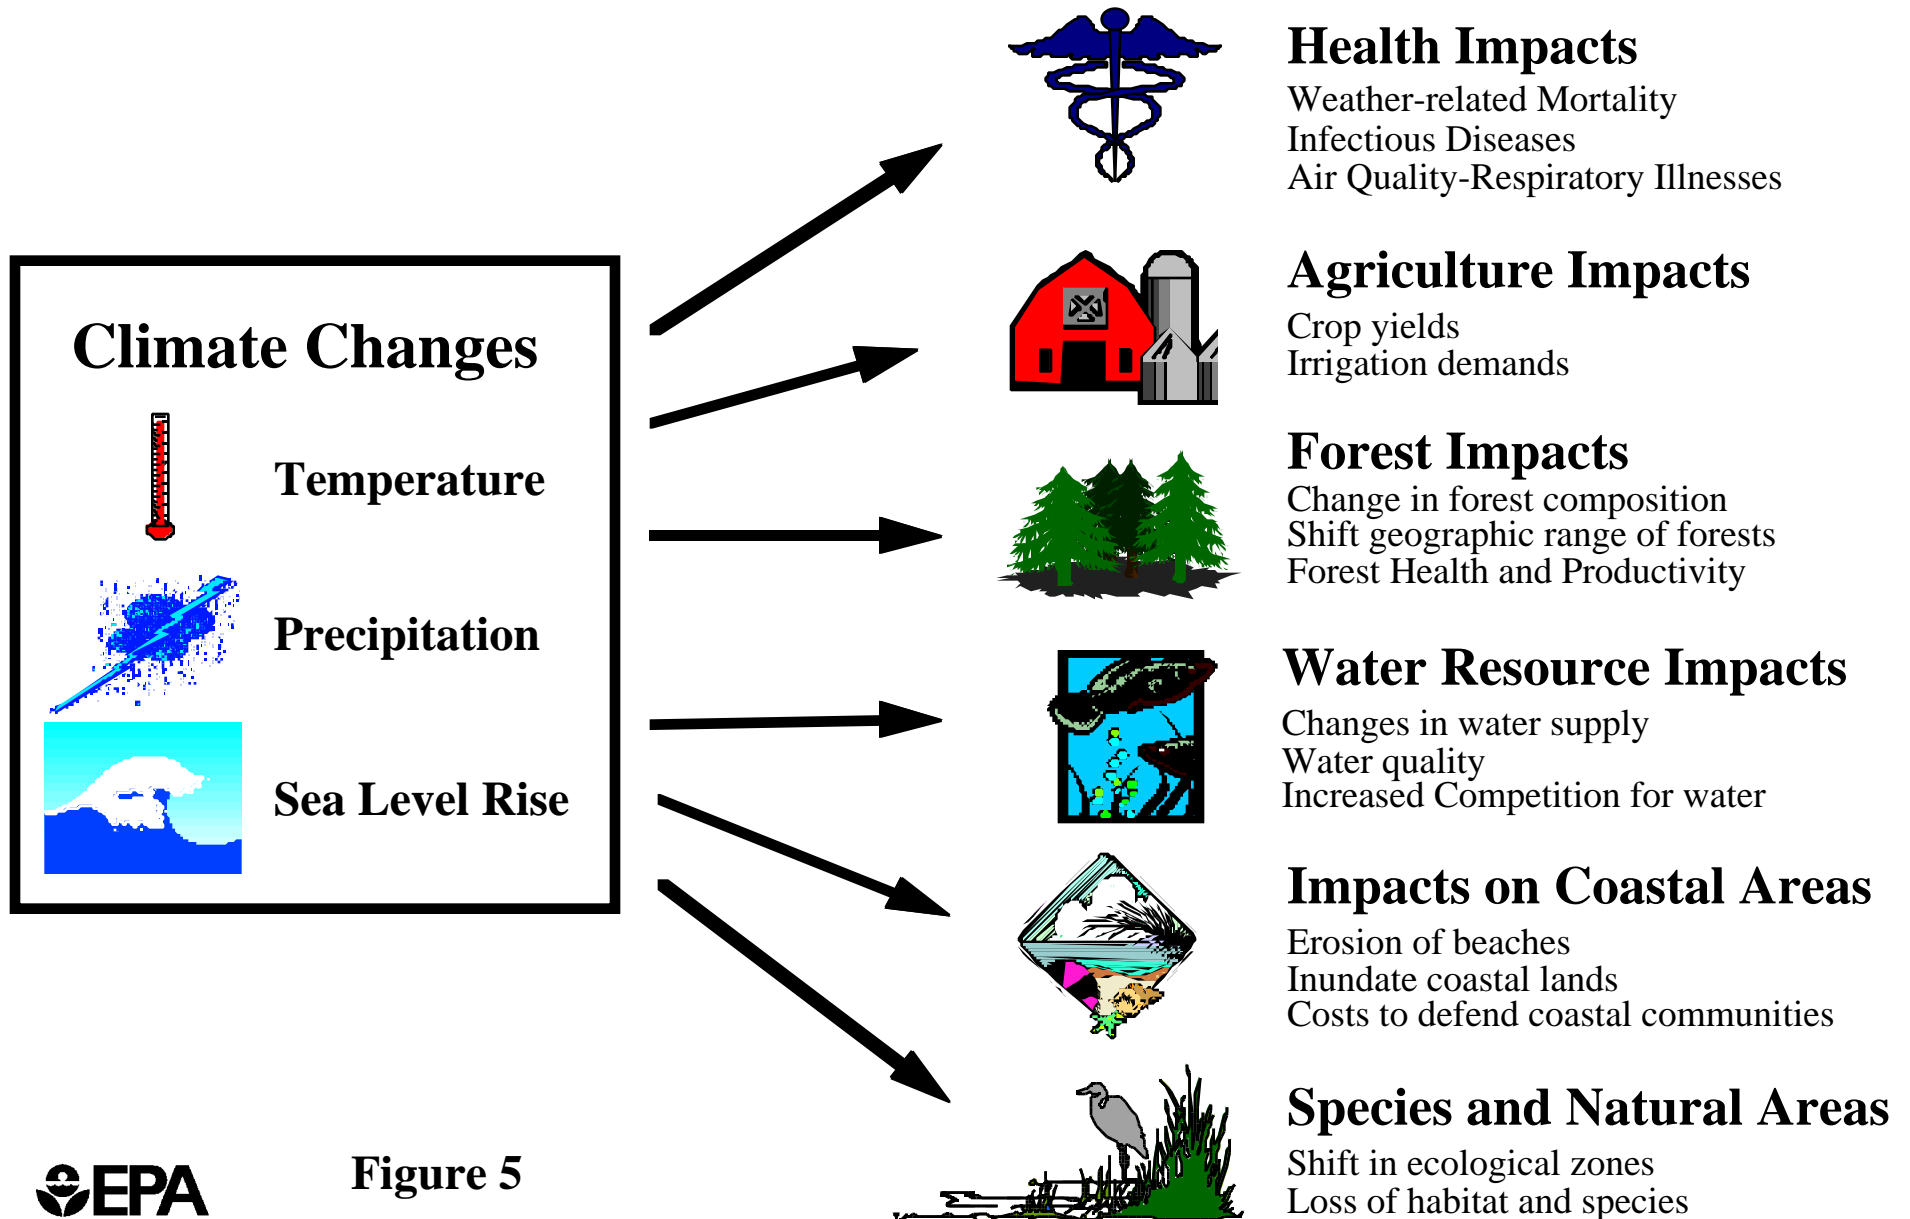 Climate Changes
Temperature
Precipitation
Sea Level Rise
Health Impacts
Weather-related Mortality
Infectious Diseases
Air Quality-Respiratory Illnesses
Agriculture Impacts
Crop yields
Irrigation demands
Forest Impacts
Change in forest composition
Shift geographic range of forests
Forest Health and Productivity
Water Resource Impacts
Changes in water supply
Water quality
Increased Competition for water
Impacts on Coastal Areas
Erosion of beaches
Inundate coastal lands
Costs to defend coastal communities
Species and Natural Areas
Shift in ecological zones
Loss of habitat and species
EPA
Figure 5